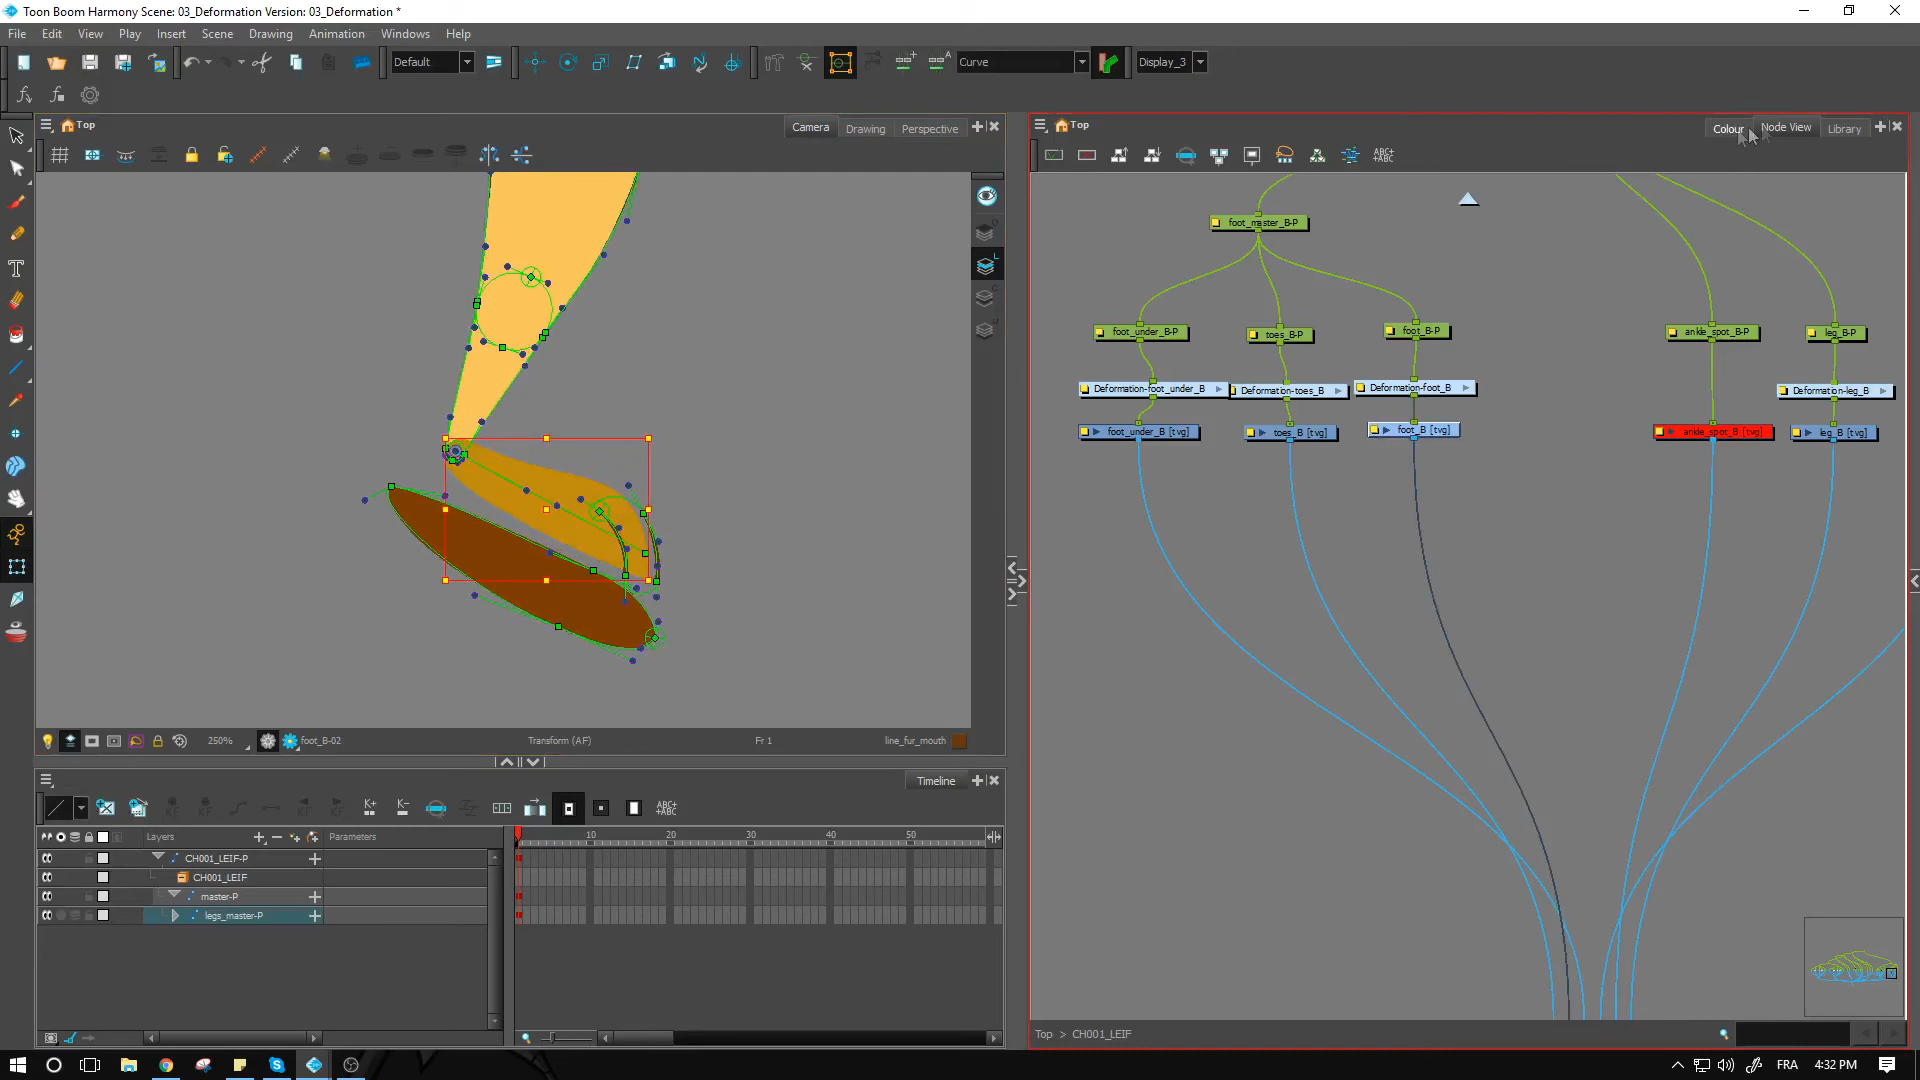 Toon Boom Harmony Scene: 03_Deformation Version: 03_Deformation *
File Edit View Play Insert Scene Drawing Animation Windows Help
Default Curve Display_3
Top Camera Drawing Perspective
Top Colour Node View Library
ABC+ ABC
foot_master_B-P
foot_under_B-P toes_B-P foot_B-P ankle_spot_B-P leg_B-P
Deformation-foot_under_B Deformation-toes_B Deformation-foot_B Deformation-leg_B
foot_under_B [tvg] toes_B [tvg] foot_B [tvg] ankle_spot_B [tvg] leg_B [tvg]
250% foot_B-02 Transform (AF) Fr 1 line_fur_mouth
Timeline
K+ K- ABC+ +ABC
Layers Parameters 10 20 30 40 50
CH001_LEIF-P
CH001_LEIF
master-P
legs_master-P
Top > CH001_LEIF
FRA 4:32 PM